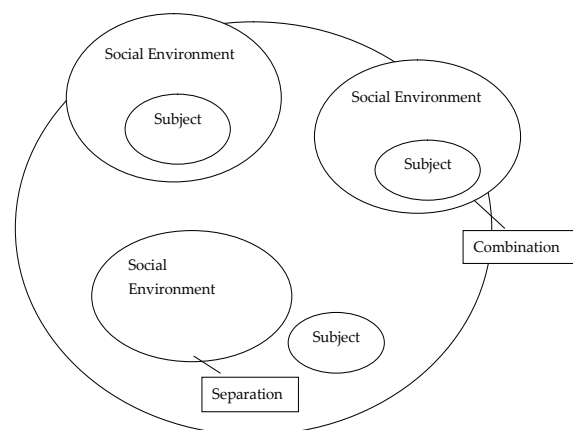 Social Environment
Subject
Social Environment
Subject
Combination
Social
Environment
Subject
Separation